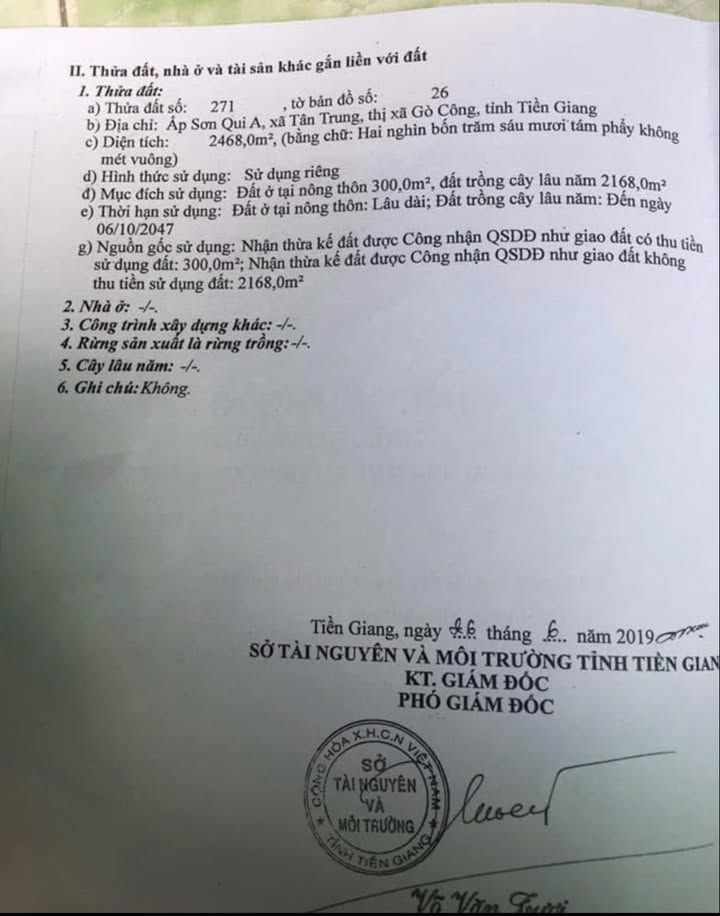 II. Thửa đất, nhà ở và tài sản khác gắn liền với đất
1. Thửa đất:
a) Thửa đất số: 271 , tờ bản đồ số: 26
b) Địa chỉ: Ấp Sơn Qui A, xã Tân Trung, thị xã Gò Công, tỉnh Tiền Giang
c) Diện tích: 2468,0m², (bằng chữ: Hai nghìn bốn trăm sáu mươi tám phẩy không
mét vuông)
d) Hình thức sử dụng: Sử dụng riêng
đ) Mục đích sử dụng: Đất ở tại nông thôn 300,0m², đất trồng cây lâu năm 2168,0m²
e) Thời hạn sử dụng: Đất ở tại nông thôn: Lâu dài; Đất trồng cây lâu năm: Đến ngày
06/10/2047
g) Nguồn gốc sử dụng: Nhận thừa kế đất được Công nhận QSDĐ như giao đất có thu tiền
sử dụng đất: 300,0m²; Nhận thừa kế đất được Công nhận QSDĐ như giao đất không
thu tiền sử dụng đất: 2168,0m²
2. Nhà ở: -/-.
3. Công trình xây dựng khác: -/-.
4. Rừng sản xuất là rừng trồng: -/-.
5. Cây lâu năm: -/-.
6. Ghi chú: Không.
Tiền Giang, ngày tháng 6 năm 2019
SỞ TÀI NGUYÊN VÀ MÔI TRƯỜNG TỈNH TIỀN GIAN
KT. GIÁM ĐỐC
PHÓ GIÁM ĐỐC
CỘNG HÒA X.H.C.N VIỆT NAM
SỞ
TÀI NGUYÊN
VÀ
MÔI TRƯỜNG
TỈNH TIỀN GIANG
Võ Văn